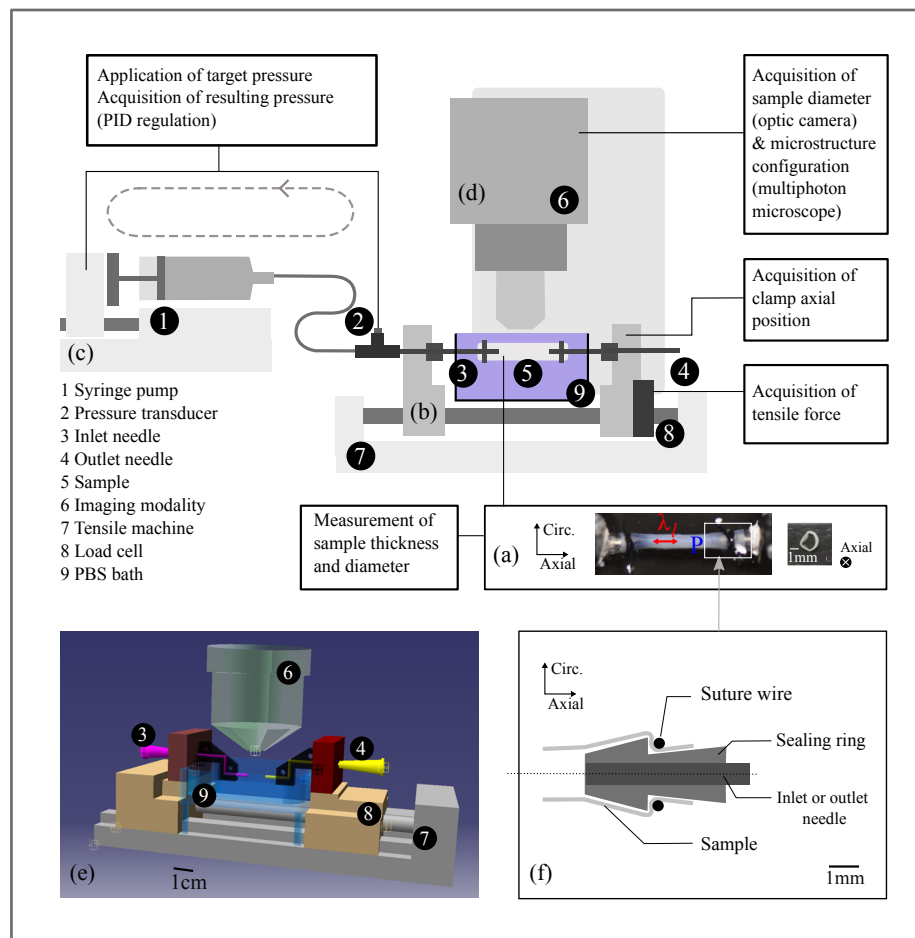 Application of target pressure
Acquisition of resulting pressure
(PID regulation)
Acquisition of
sample diameter
(optic camera)
& microstructure
configuration
(multiphoton
microscope)
(d)
6
Acquisition of
clamp axial
position
1
2
(c)
3
5
9
4
(b)
Acquisition of
tensile force
8
7
1 Syringe pump
2 Pressure transducer
3 Inlet needle
4 Outlet needle
5 Sample
6 Imaging modality
7 Tensile machine
8 Load cell
9 PBS bath
Measurement of
sample thickness
and diameter
(a)
Circ.
Axial
λl
P
1mm
Axial
6
3
4
9
8
7
(e)
1cm
Circ.
Axial
Suture wire
Sealing ring
Inlet or outlet
needle
Sample
(f)
1mm